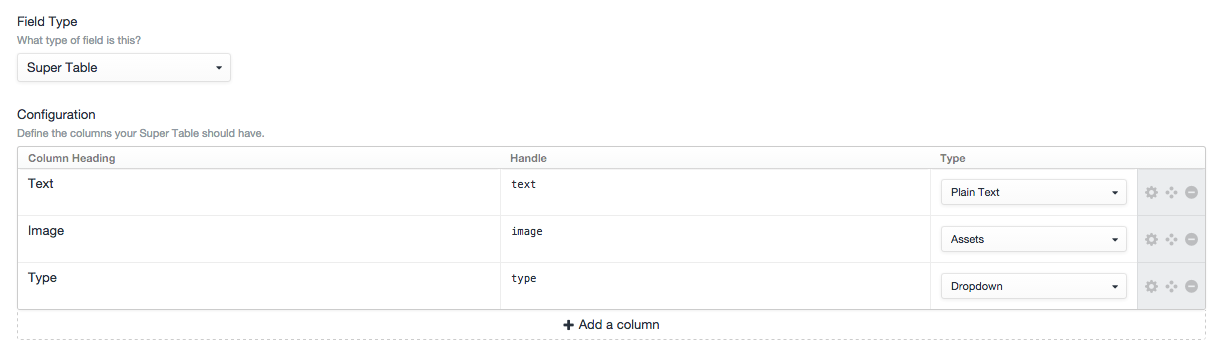 Field Type
What type of field is this?
Super Table
Configuration
Define the columns your Super Table should have.
Column Heading Handle Type
Text text Plain Text
Image image Assets
Type type Dropdown
Add a column